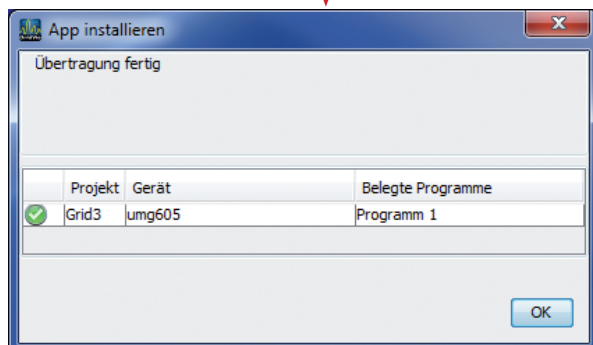 App installieren
Übertragung fertig
Projekt Gerät Belegte Programme
Grid3 umg605 Programm 1
OK